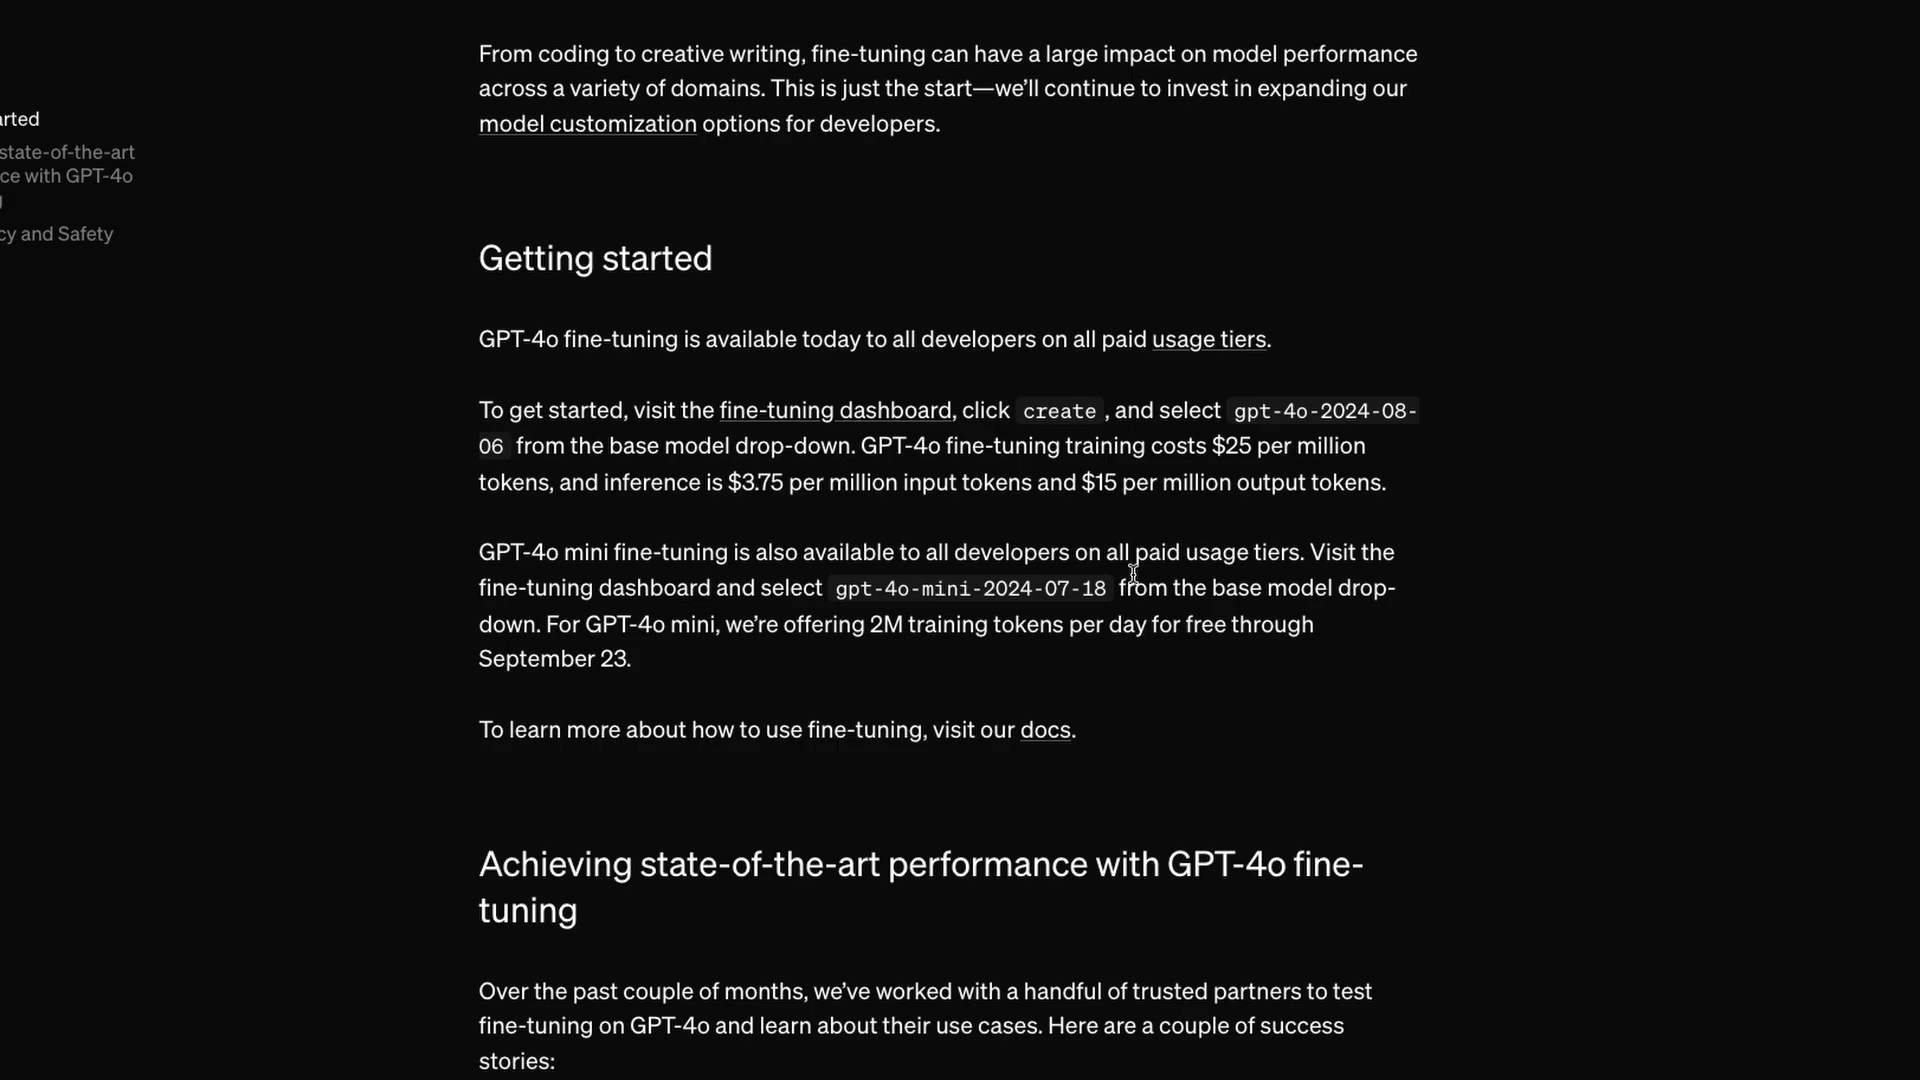 From coding to creative writing, fine-tuning can have a large impact on model performance
across a variety of domains. This is just the start—we’ll continue to invest in expanding our
model customization options for developers.
arted
state-of-the-art
ce with GPT-4o
g
cy and Safety
Getting started
GPT-4o fine-tuning is available today to all developers on all paid usage tiers.
To get started, visit the fine-tuning dashboard, click create, and select gpt-4o-2024-08-
06 from the base model drop-down. GPT-4o fine-tuning training costs $25 per million
tokens, and inference is $3.75 per million input tokens and $15 per million output tokens.
GPT-4o mini fine-tuning is also available to all developers on all paid usage tiers. Visit the
fine-tuning dashboard and select gpt-4o-mini-2024-07-18 from the base model drop-
down. For GPT-4o mini, we’re offering 2M training tokens per day for free through
September 23.
To learn more about how to use fine-tuning, visit our docs.
Achieving state-of-the-art performance with GPT-4o fine-
tuning
Over the past couple of months, we’ve worked with a handful of trusted partners to test
fine-tuning on GPT-4o and learn about their use cases. Here are a couple of success
stories: